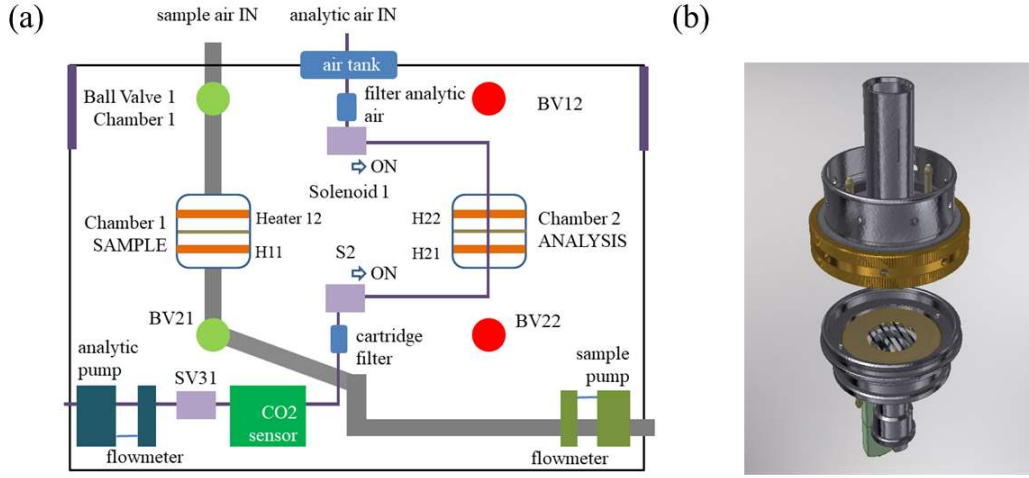 (a)
sample air IN
analytic air IN
(b)
air tank
Ball Valve 1
Chamber 1
filter analytic
air
BV12
ON
Solenoid 1
Chamber 1
SAMPLE
Heater 12
H11
H22
H21
Chamber 2
ANALYSIS
S2
ON
BV21
BV22
cartridge
filter
analytic
pump
SV31
CO2
sensor
sample
pump
flowmeter
flowmeter